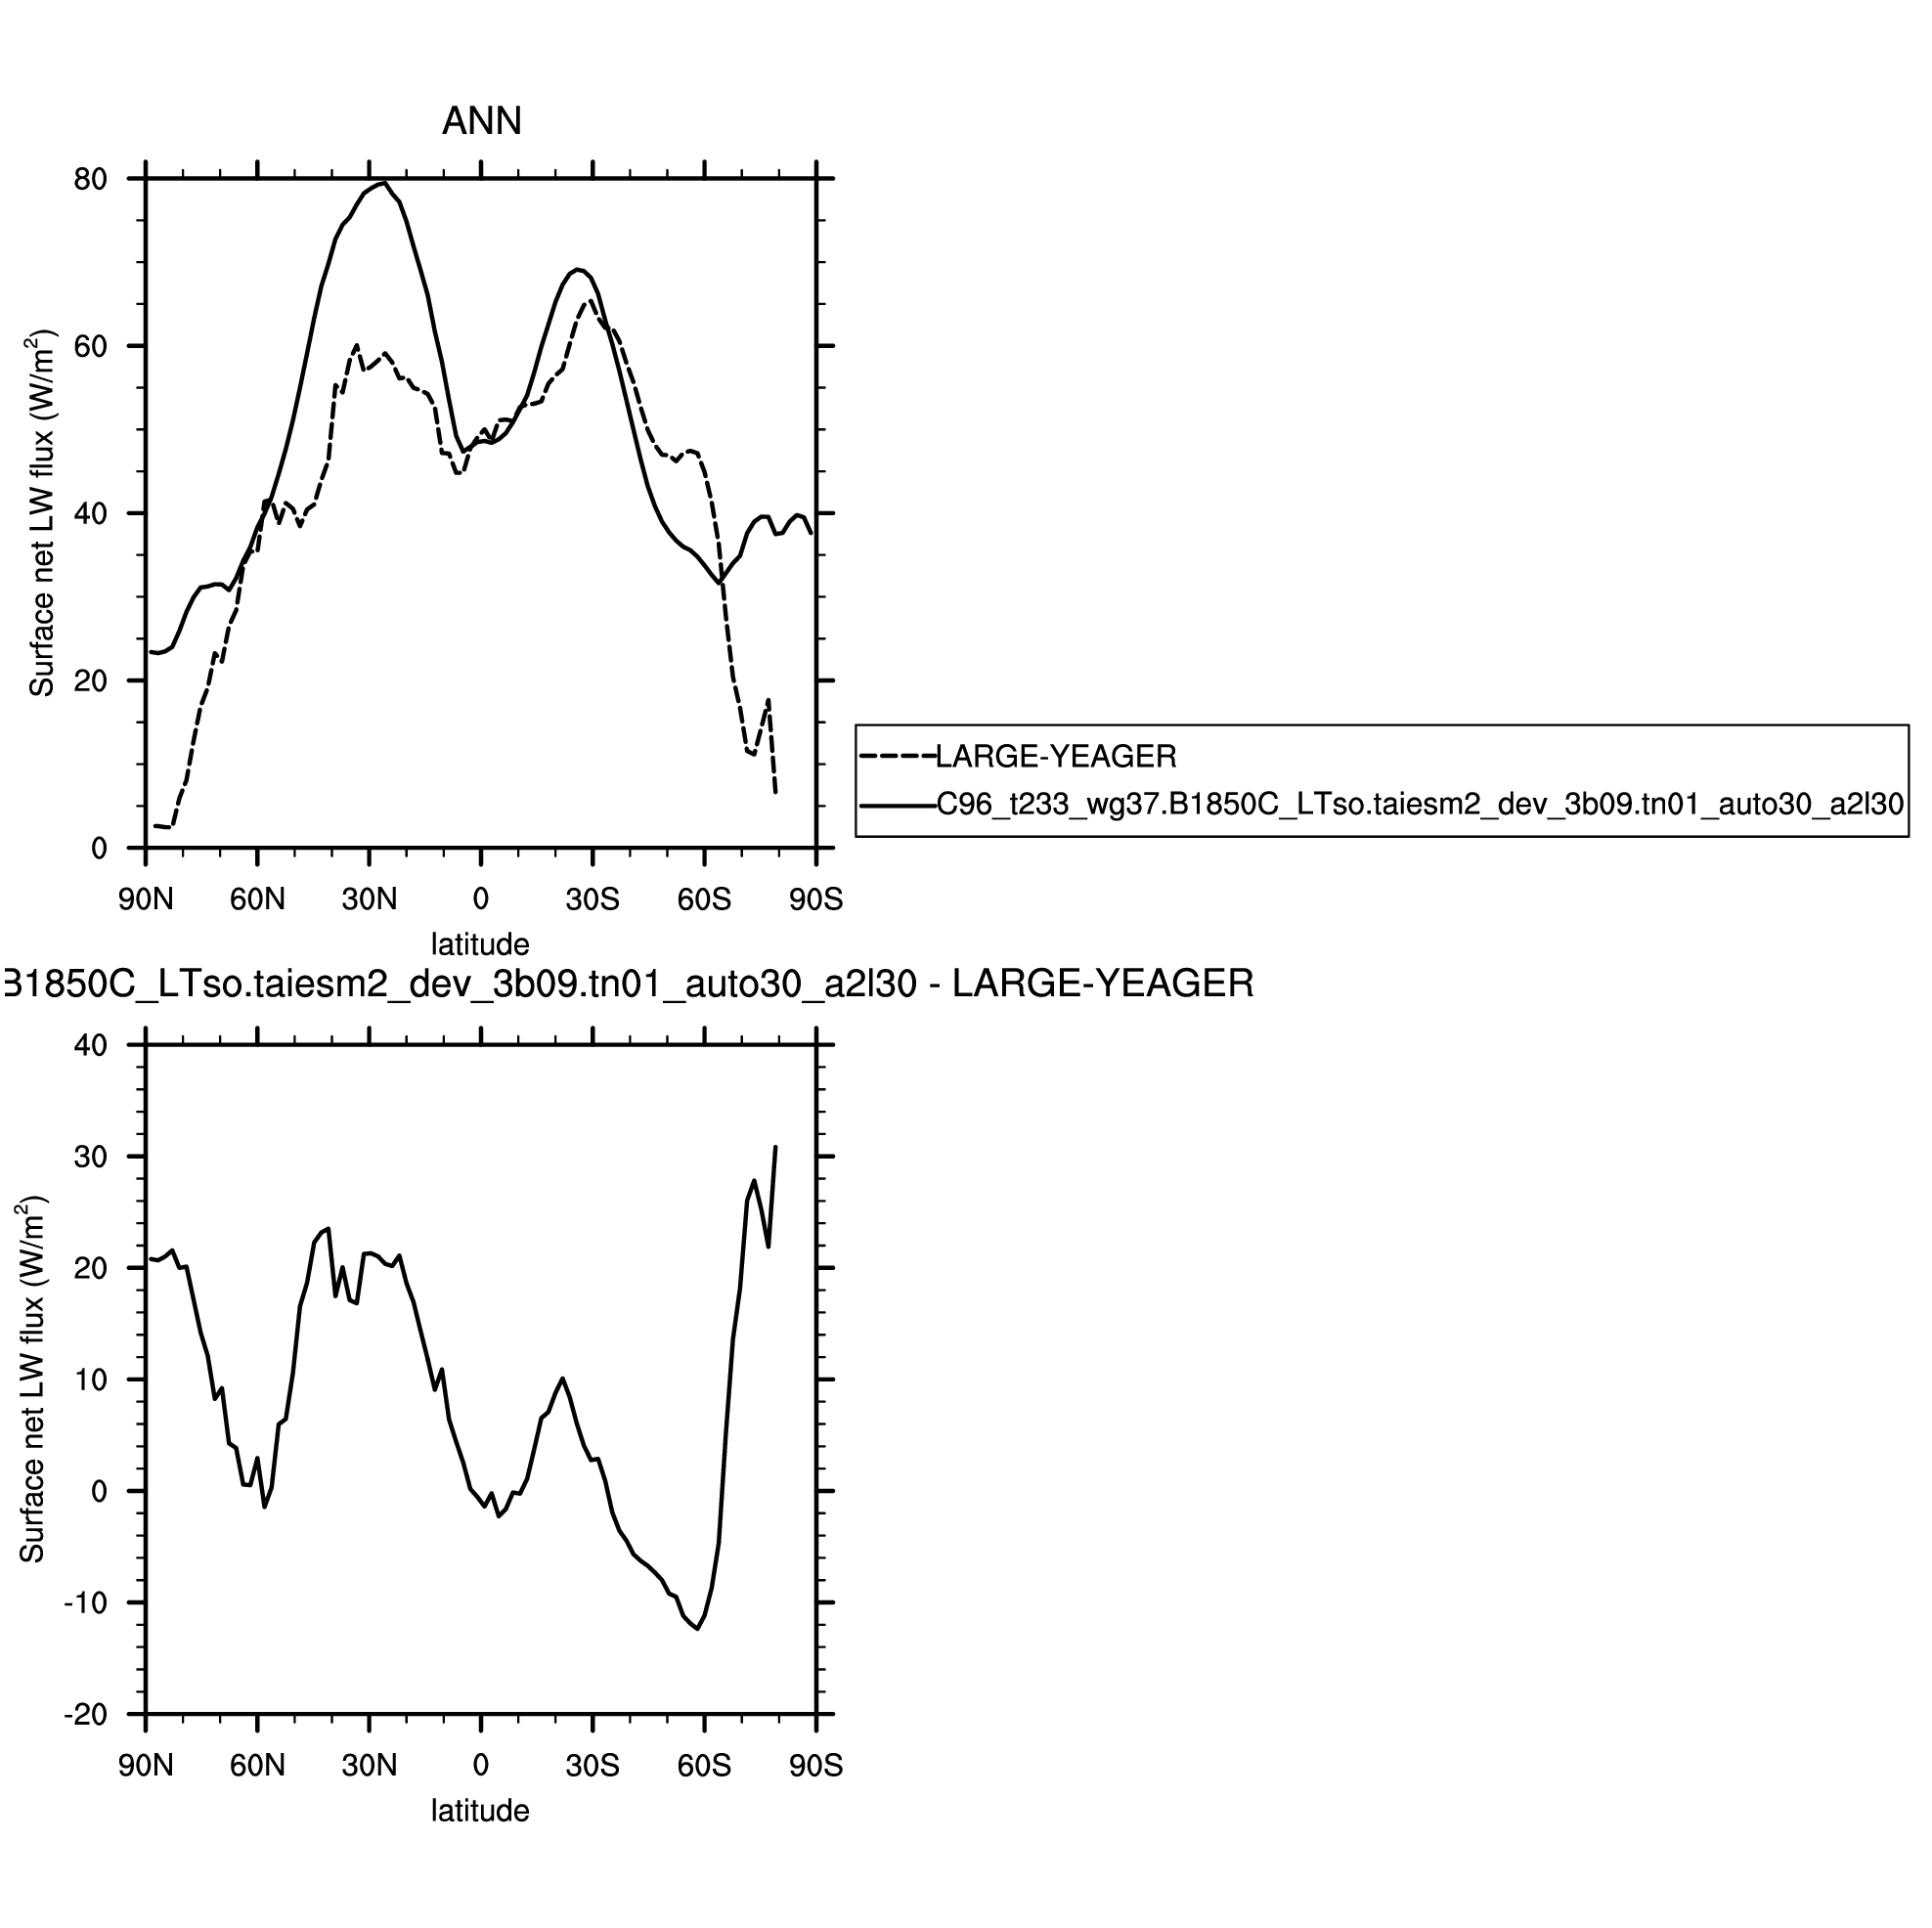 ANN
80
60
40
20
0
Surface net LW flux (W/m2)
90N 60N 30N 0 30S 60S 90S
latitude
LARGE-YEAGER
C96_t233_wg37.B1850C_LTso.taiesm2_dev_3b09.tn01_auto30_a2l30
B1850C_LTso.taiesm2_dev_3b09.tn01_auto30_a2l30 - LARGE-YEAGER
40
30
20
10
0
-10
-20
Surface net LW flux (W/m2)
90N 60N 30N 0 30S 60S 90S
latitude